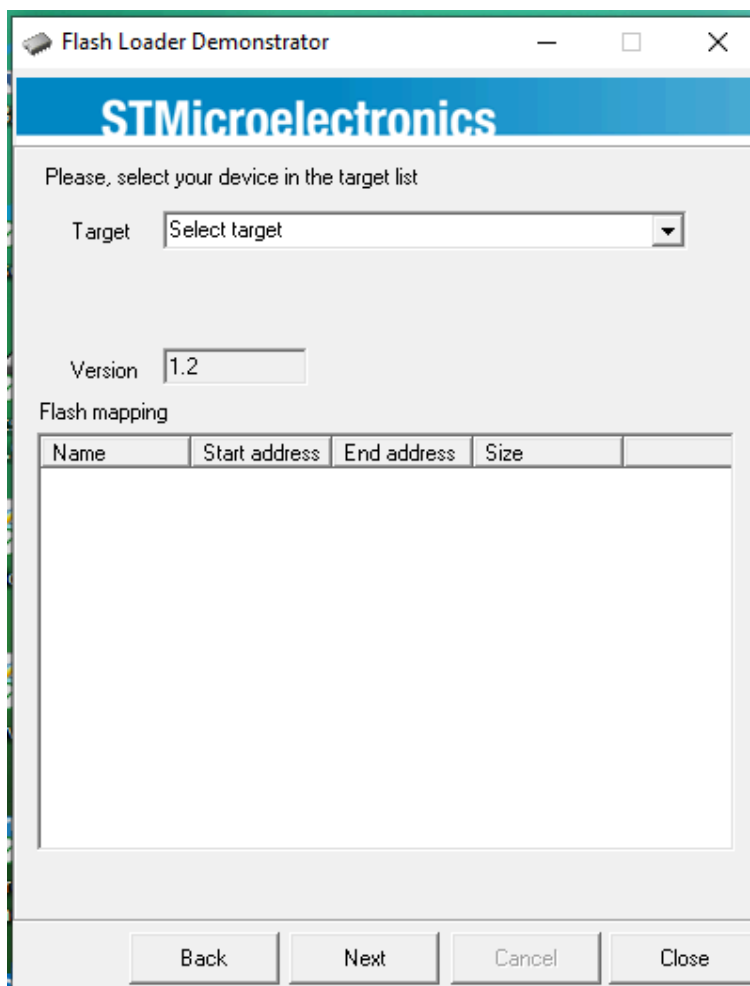 Flash Loader Demonstrator
STMicroelectronics
Please, select your device in the target list
Target Select target
Version 1.2
Flash mapping
Name Start address End address Size
Back Next Cancel Close